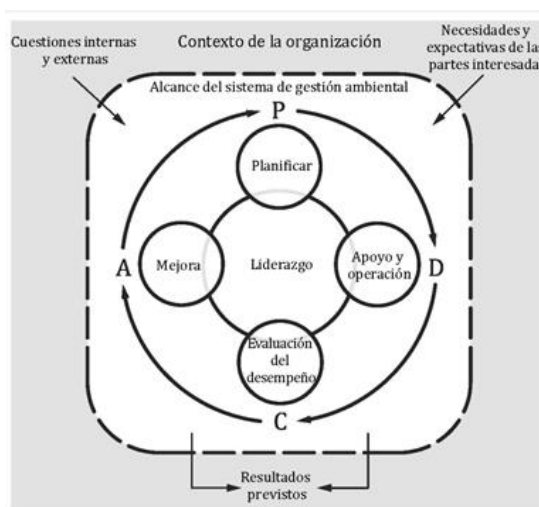 Cuestiones internas
y externas
Contexto de la organización
Necesidades y
expectativas de las
partes interesada
Alcance del sistema de gestión ambiental
P
Planificar
A
Mejora
Liderazgo
Apoyo y
operación
D
Evaluación
del
desempeño
C
Resultados
previstos